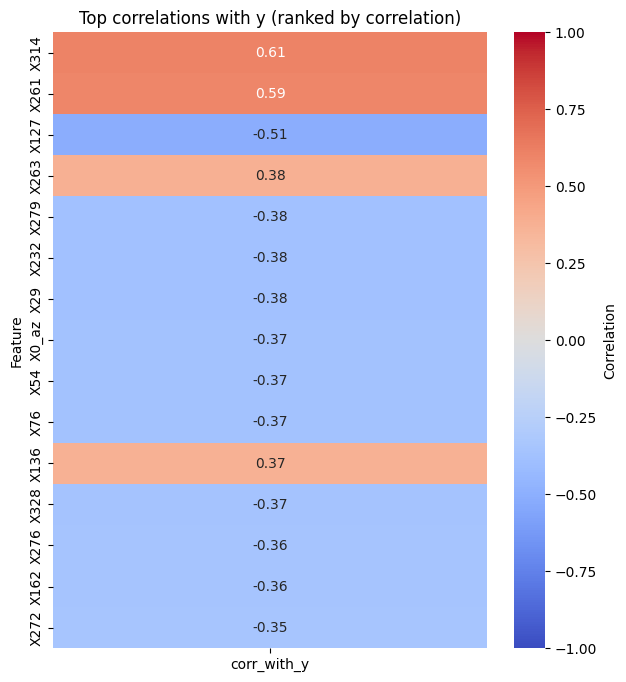 Top correlations with y (ranked by correlation)
Feature
X314 0.61
X261 0.59
X127 -0.51
X263 0.38
X279 -0.38
X232 -0.38
X29 -0.38
X0_az -0.37
X54 -0.37
X76 -0.37
X136 0.37
X328 -0.37
X276 -0.36
X162 -0.36
X272 -0.35
corr_with_y
1.00
0.75
0.50
0.25
0.00
−0.25
−0.50
−0.75
−1.00
Correlation